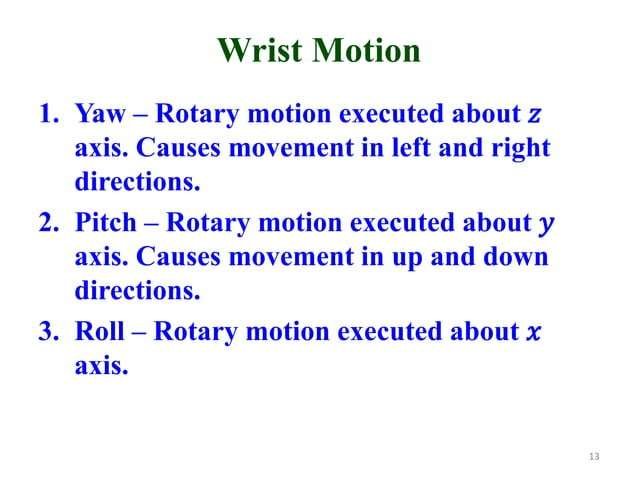 Wrist Motion
1. Yaw – Rotary motion executed about z
axis. Causes movement in left and right
directions.
2. Pitch – Rotary motion executed about y
axis. Causes movement in up and down
directions.
3. Roll – Rotary motion executed about x
axis.
13